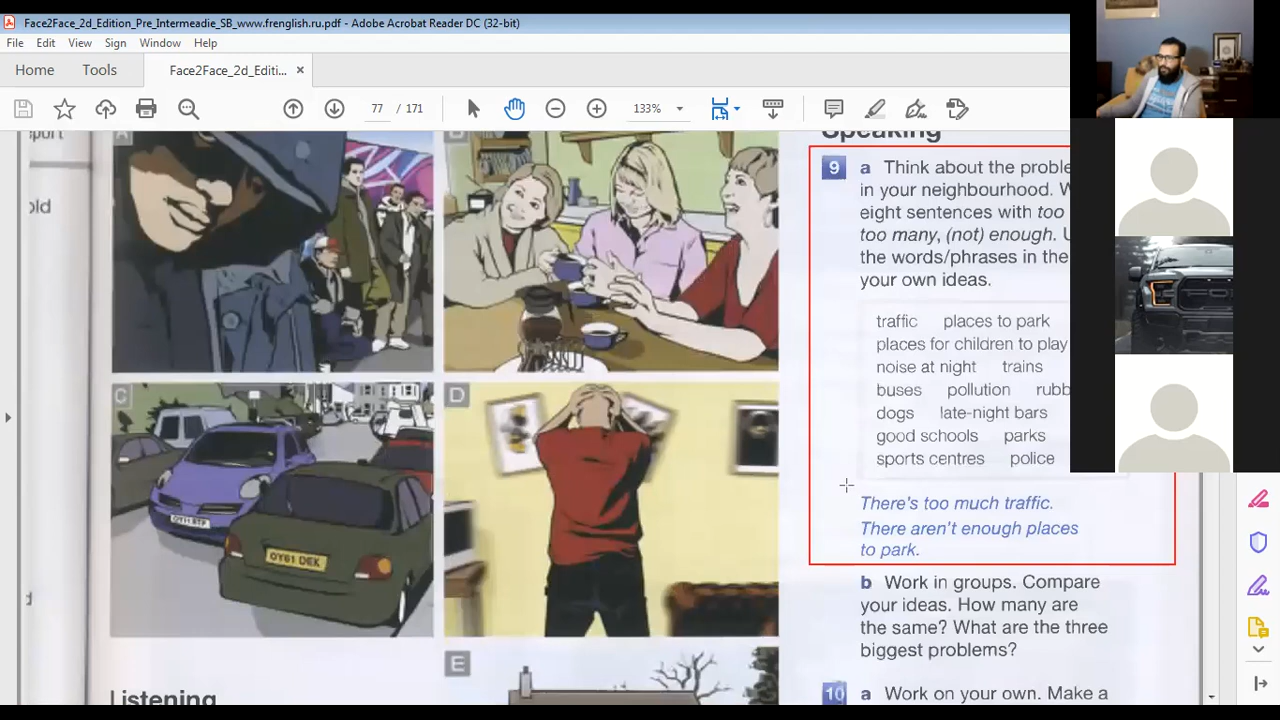 Face2Face_2d_Edition_Pre_Intermeadie_SB_www.frenglish.ru.pdf - Adobe Acrobat Reader DC (32-bit)
File Edit View Sign Window Help
Home Tools Face2Face_2d_Editi... ×
77 / 171 133%
old
A
C
D
E
Listening
Speaking
9 a Think about the
in your neighbourhood.
eight sentences with too
too many, (not) enough.
the words/phrases in the
your own ideas.
traffic places to park
places for children to play
noise at night trains
buses pollution
dogs late-night bars
good schools parks
sports centres police
There's too much traffic.
There aren't enough places
to park.
b Work in groups. Compare
your ideas. How many are
the same? What are the three
biggest problems?
10 a Work on your own. Make a
OY11 BTP
OY61 DEK